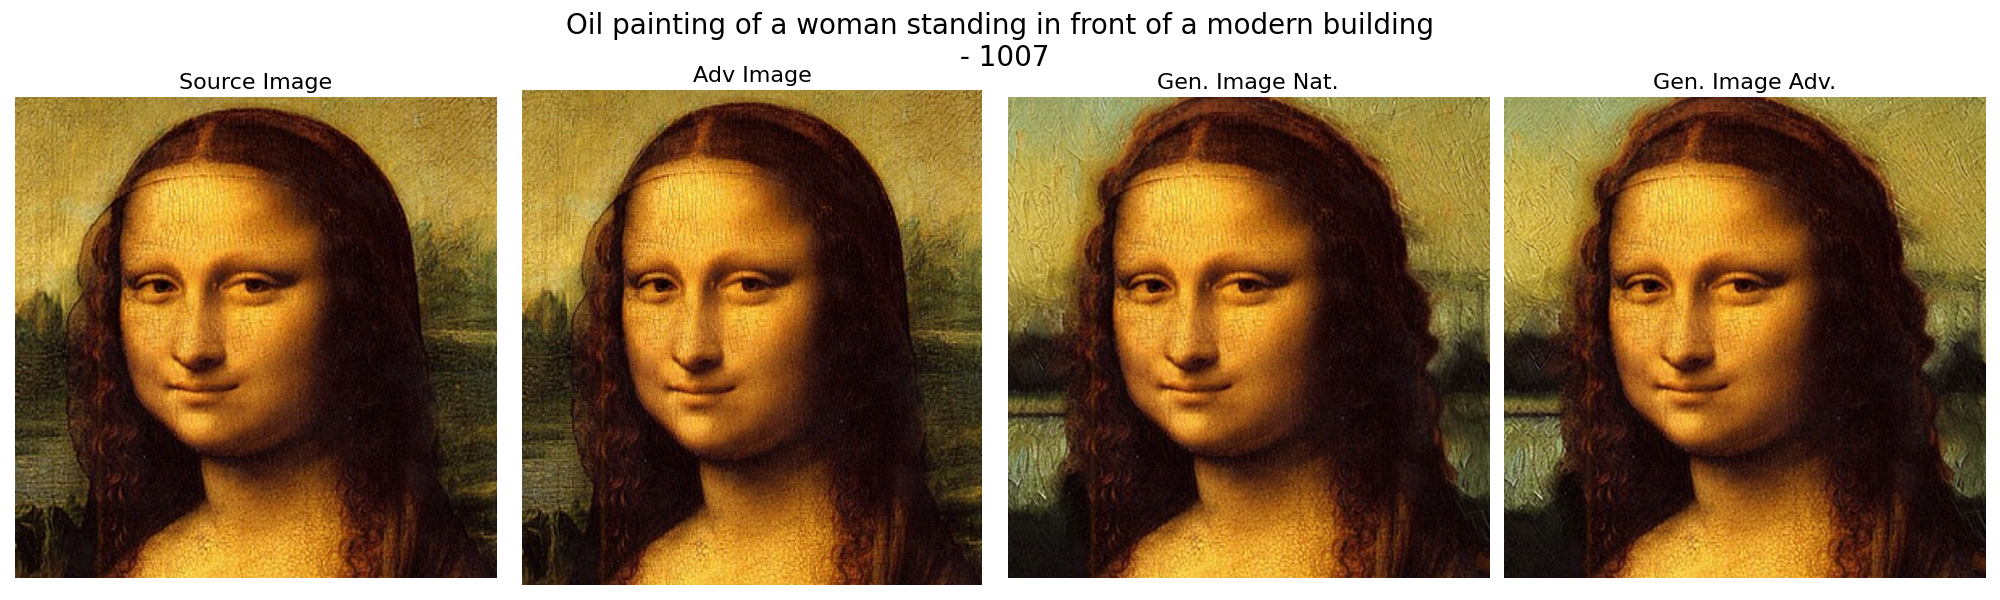 Oil painting of a woman standing in front of a modern building
- 1007
Source Image
Adv Image
Gen. Image Nat.
Gen. Image Adv.